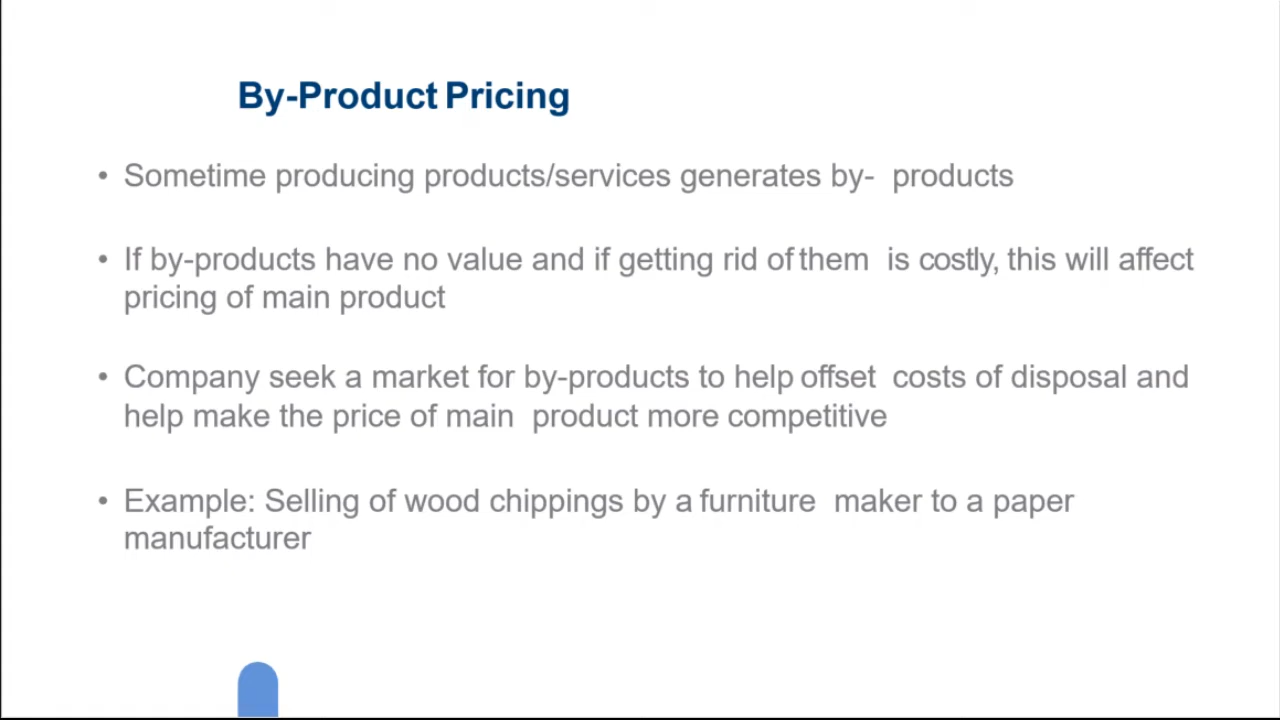 By-Product Pricing
• Sometime producing products/services generates by- products
• If by-products have no value and if getting rid of them is costly, this will affect
pricing of main product
• Company seek a market for by-products to help offset costs of disposal and
help make the price of main product more competitive
• Example: Selling of wood chippings by a furniture maker to a paper
manufacturer